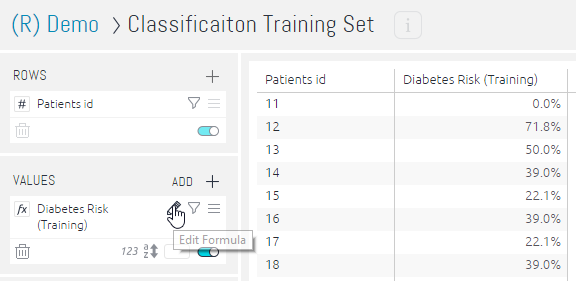 (R) Demo > Classificaiton Training Set i
ROWS +
# Patients id
VALUES ADD +
fx Diabetes Risk
(Training)
Edit Formula
123 a z
Patients id Diabetes Risk (Training)
11 0.0%
12 71.8%
13 50.0%
14 39.0%
15 22.1%
16 39.0%
17 22.1%
18 39.0%